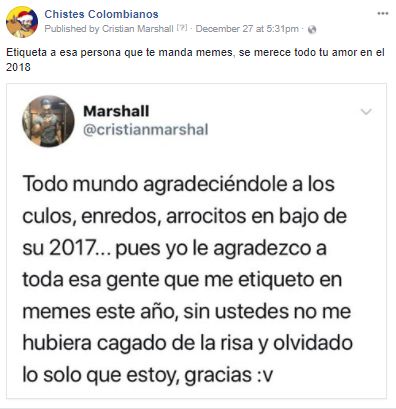 Chistes Colombianos
Published by Cristian Marshall [?] · December 27 at 5:31pm ·
Etiqueta a esa persona que te manda memes, se merece todo tu amor en el
2018
Marshall
@cristianmarshal
Todo mundo agradeciéndole a los
culos, enredos, arrocitos en bajo de
su 2017... pues yo le agradezco a
toda esa gente que me etiqueto en
memes este año, sin ustedes no me
hubiera cagado de la risa y olvidado
lo solo que estoy, gracias :v